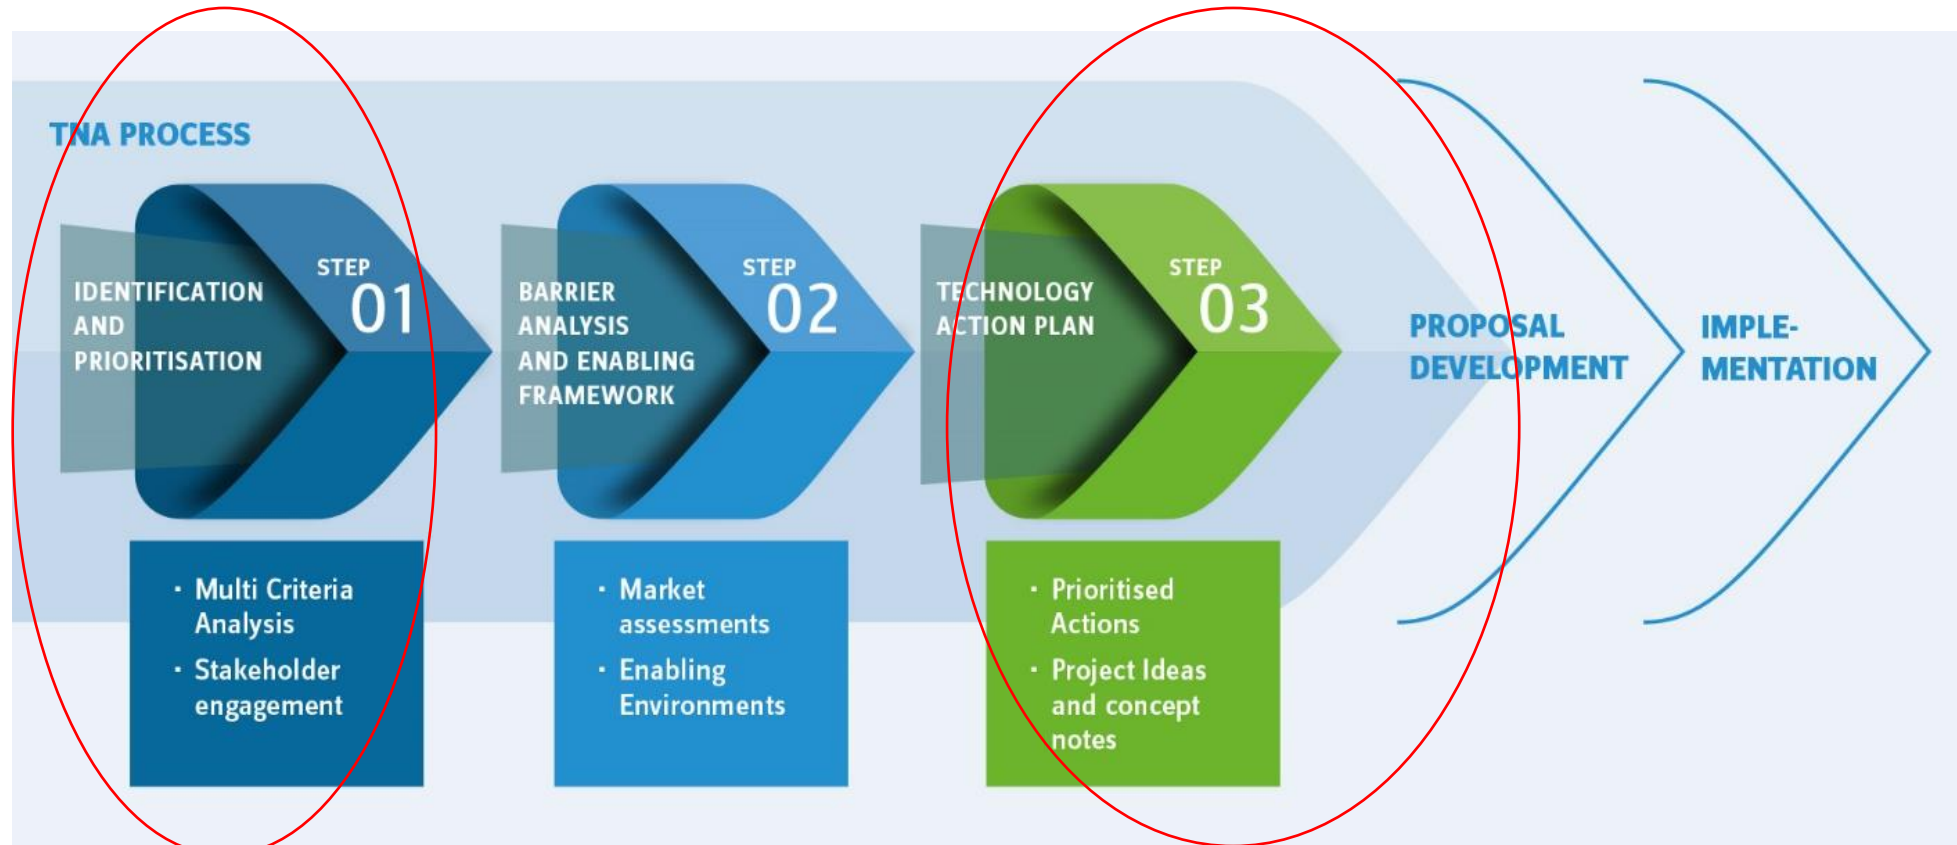 TNA PROCESS
IDENTIFICATION
AND
PRIORITISATION
STEP
01
· Multi Criteria
Analysis
· Stakeholder
engagement
BARRIER
ANALYSIS
AND ENABLING
FRAMEWORK
STEP
02
· Market
assessments
· Enabling
Environments
TECHNOLOGY
ACTION PLAN
STEP
03
· Prioritised
Actions
· Project Ideas
and concept
notes
PROPOSAL
DEVELOPMENT
IMPLE-
MENTATION